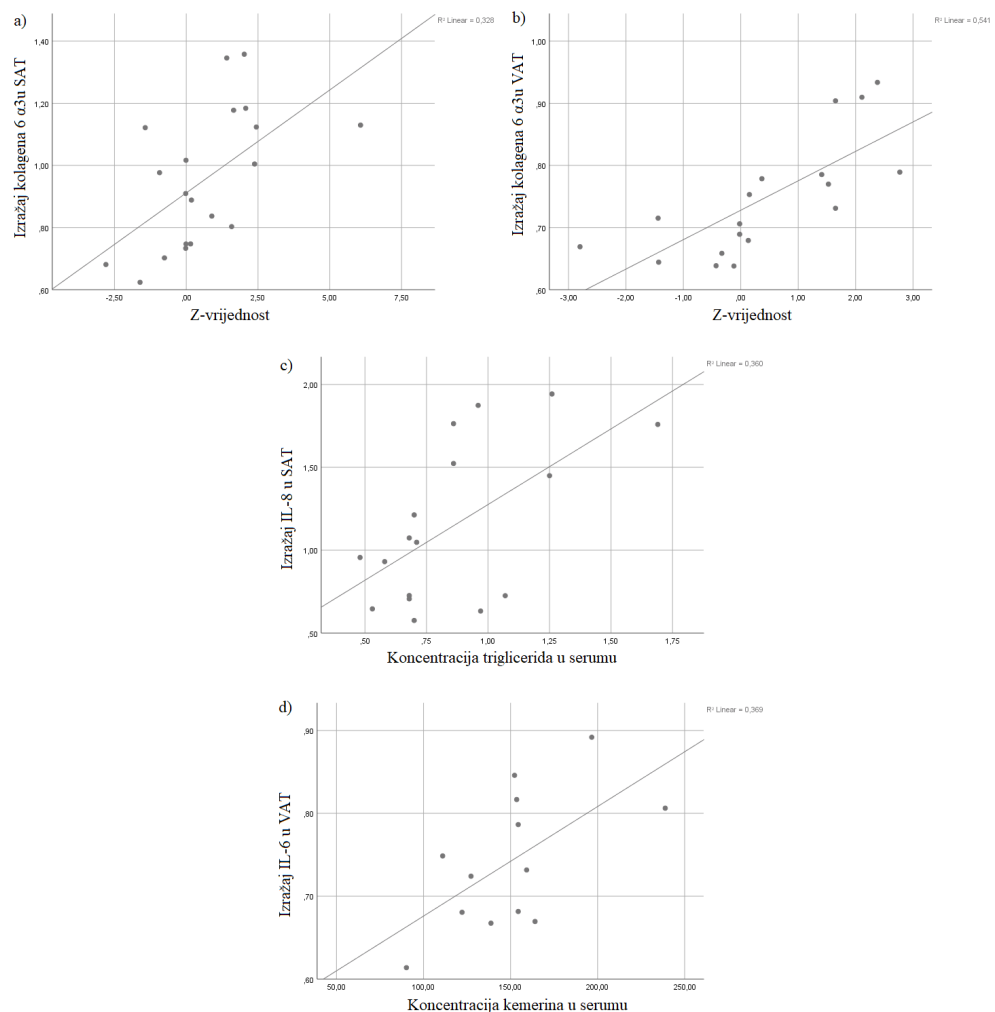 a)
R² Linear = 0,328
Izražaj kolagena 6 α3u SAT
1,40
1,20
1,00
,80
,60
-2,50 ,00 2,50 5,00 7,50
Z-vrijednost
b)
R² Linear = 0,541
Izražaj kolagena 6 α3u VAT
1,00
,90
,80
,70
,60
-3,00 -2,00 -1,00 ,00 1,00 2,00 3,00
Z-vrijednost
c)
R² Linear = 0,360
Izražaj IL-8 u SAT
2,00
1,50
1,00
,50
,50 ,75 1,00 1,25 1,50 1,75
Koncentracija triglicerida u serumu
d)
R² Linear = 0,369
Izražaj IL-6 u VAT
,90
,80
,70
,60
50,00 100,00 150,00 200,00 250,00
Koncentracija kemerina u serumu